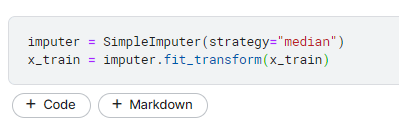 imputer = SimpleImputer(strategy="median")
x_train = imputer.fit_transform(x_train)
+ Code + Markdown